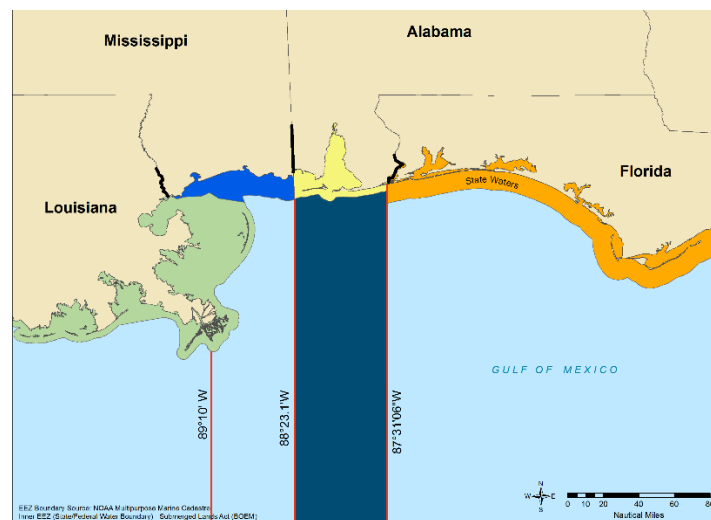 Mississippi
Alabama
Florida
State Waters
Louisiana
GULF OF MEXICO
89°10' W
88°23.1'W
87°31'06"W
N
W E
S
EEZ Boundary Source: NOAA Multipurpose Marine Cadastre
Inner EEZ (State/Federal Water Boundary) Submerged Lands Act (BOEM)
0 20 40 60 80
Nautical Miles